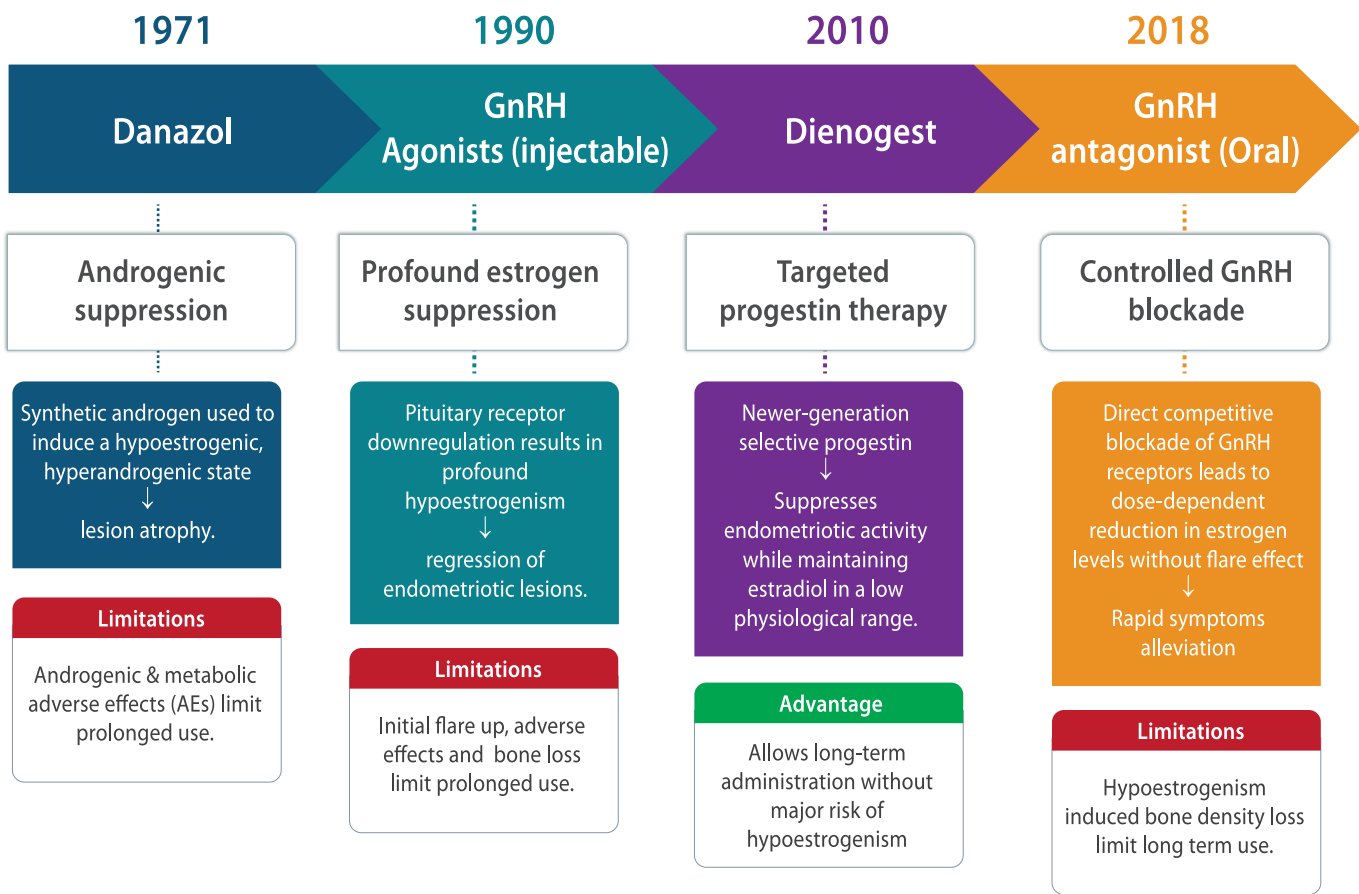 1971
1990
2010
2018
Danazol
GnRH
Agonists (injectable)
Dienogest
GnRH
antagonist (Oral)
Androgenic
suppression
Profound estrogen
suppression
Targeted
progestin therapy
Controlled GnRH
blockade
Synthetic androgen used to
induce a hypoestrogenic,
hyperandrogenic state
↓
lesion atrophy.
Limitations
Androgenic & metabolic
adverse effects (AEs) limit
prolonged use.
Pituitary receptor
downregulation results in
profound
hypoestrogenism
↓
regression of
endometriotic lesions.
Limitations
Initial flare up, adverse
effects and bone loss
limit prolonged use.
Newer-generation
selective progestin
↓
Suppresses
endometriotic activity
while maintaining
estradiol in a low
physiological range.
Advantage
Allows long-term
administration without
major risk of
hypoestrogenism
Direct competitive
blockade of GnRH
receptors leads to
dose-dependent
reduction in estrogen
levels without flare effect
↓
Rapid symptoms
alleviation
Limitations
Hypoestrogenism
induced bone density loss
limit long term use.